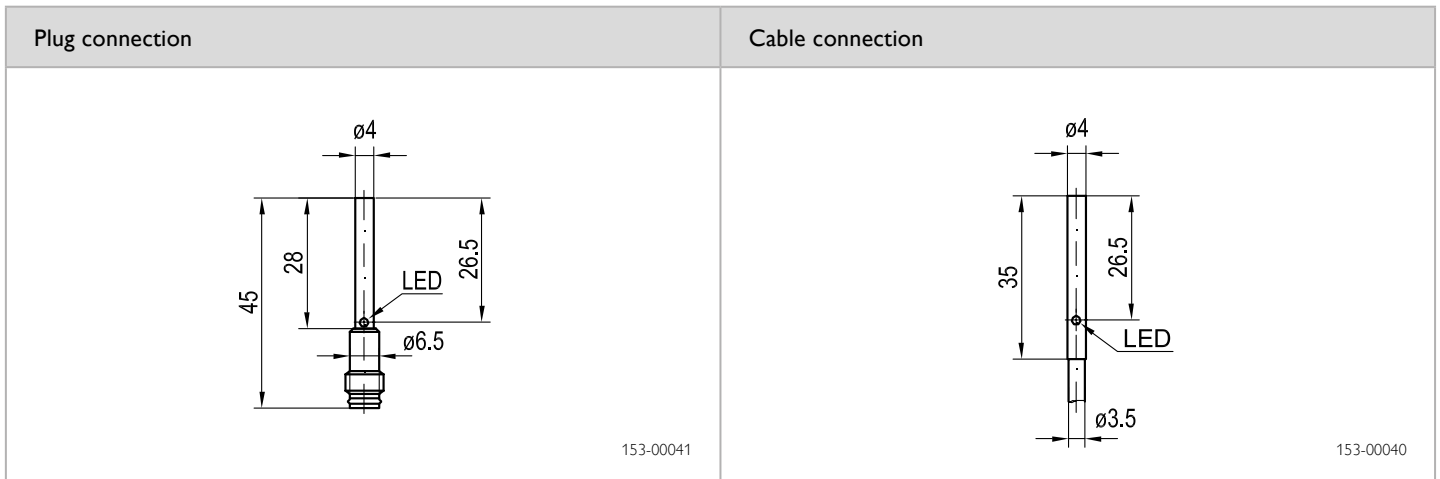 Plug connection
Cable connection
ø4
28
45
26.5
LED
ø6.5
153-00041
ø4
35
26.5
LED
ø3.5
153-00040